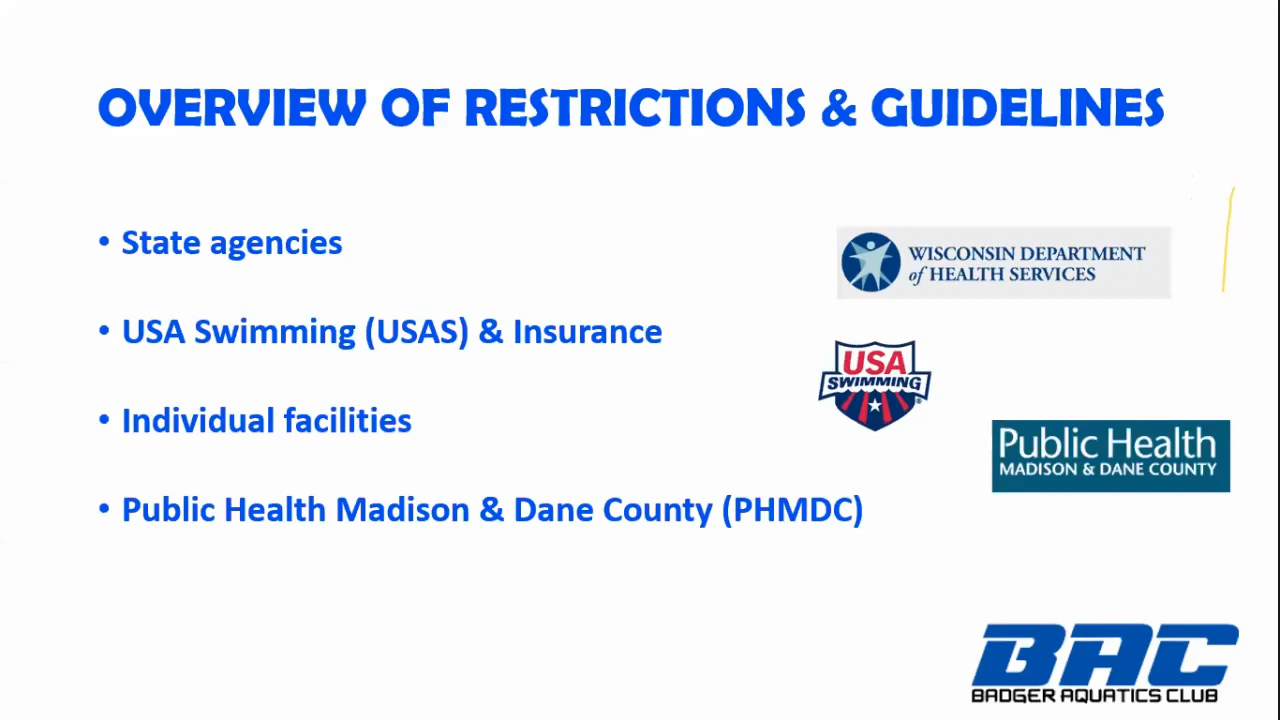 OVERVIEW OF RESTRICTIONS & GUIDELINES
• State agencies
WISCONSIN DEPARTMENT
of HEALTH SERVICES
• USA Swimming (USAS) & Insurance
USA
SWIMMING
• Individual facilities
Public Health
MADISON & DANE COUNTY
• Public Health Madison & Dane County (PHMDC)
BAC
BADGER AQUATICS CLUB